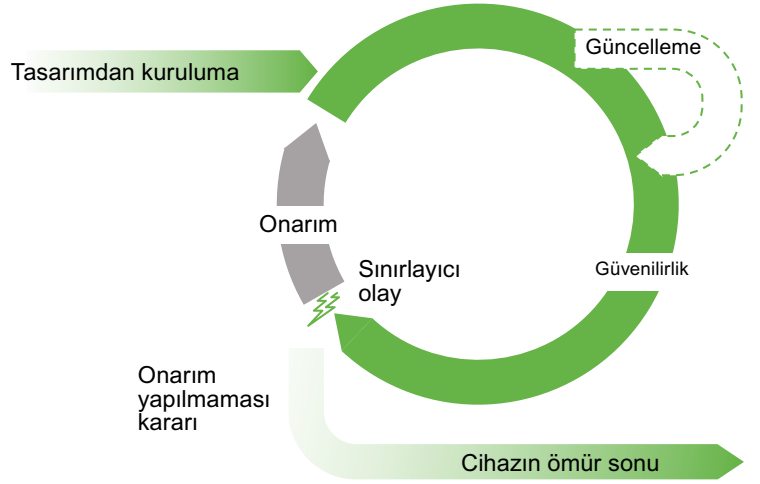 Güncelleme
Tasarımdan kuruluma
Onarım
Sınırlayıcı
olay
Güvenilirlik
Onarım
yapılmaması
kararı
Cihazın ömür sonu